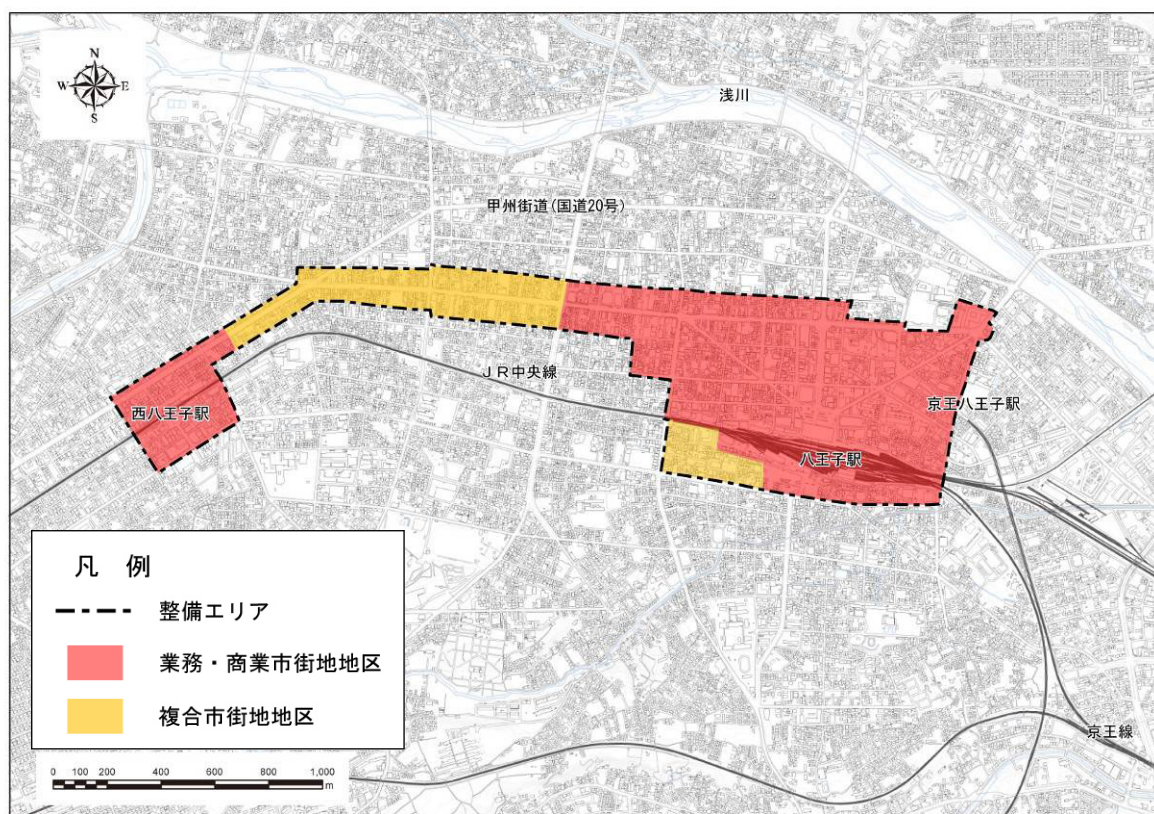 N
W E
S
浅川
甲州街道(国道20号)
JR中央線
京王八王子駅
西八王子駅
八王子駅
凡 例
整備エリア
業務・商業市街地地区
複合市街地地区
京王線
0 100 200 400 600 800 1,000
m